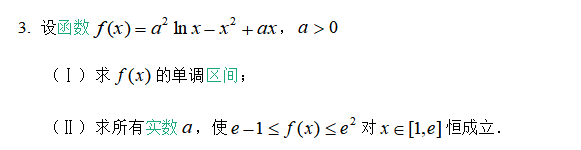 3. 设函数 f(x) = a² ln x − x² + ax，a > 0
（Ⅰ）求 f(x) 的单调区间；
（Ⅱ）求所有实数 a，使 e − 1 ≤ f(x) ≤ e² 对 x ∈ [1, e] 恒成立．